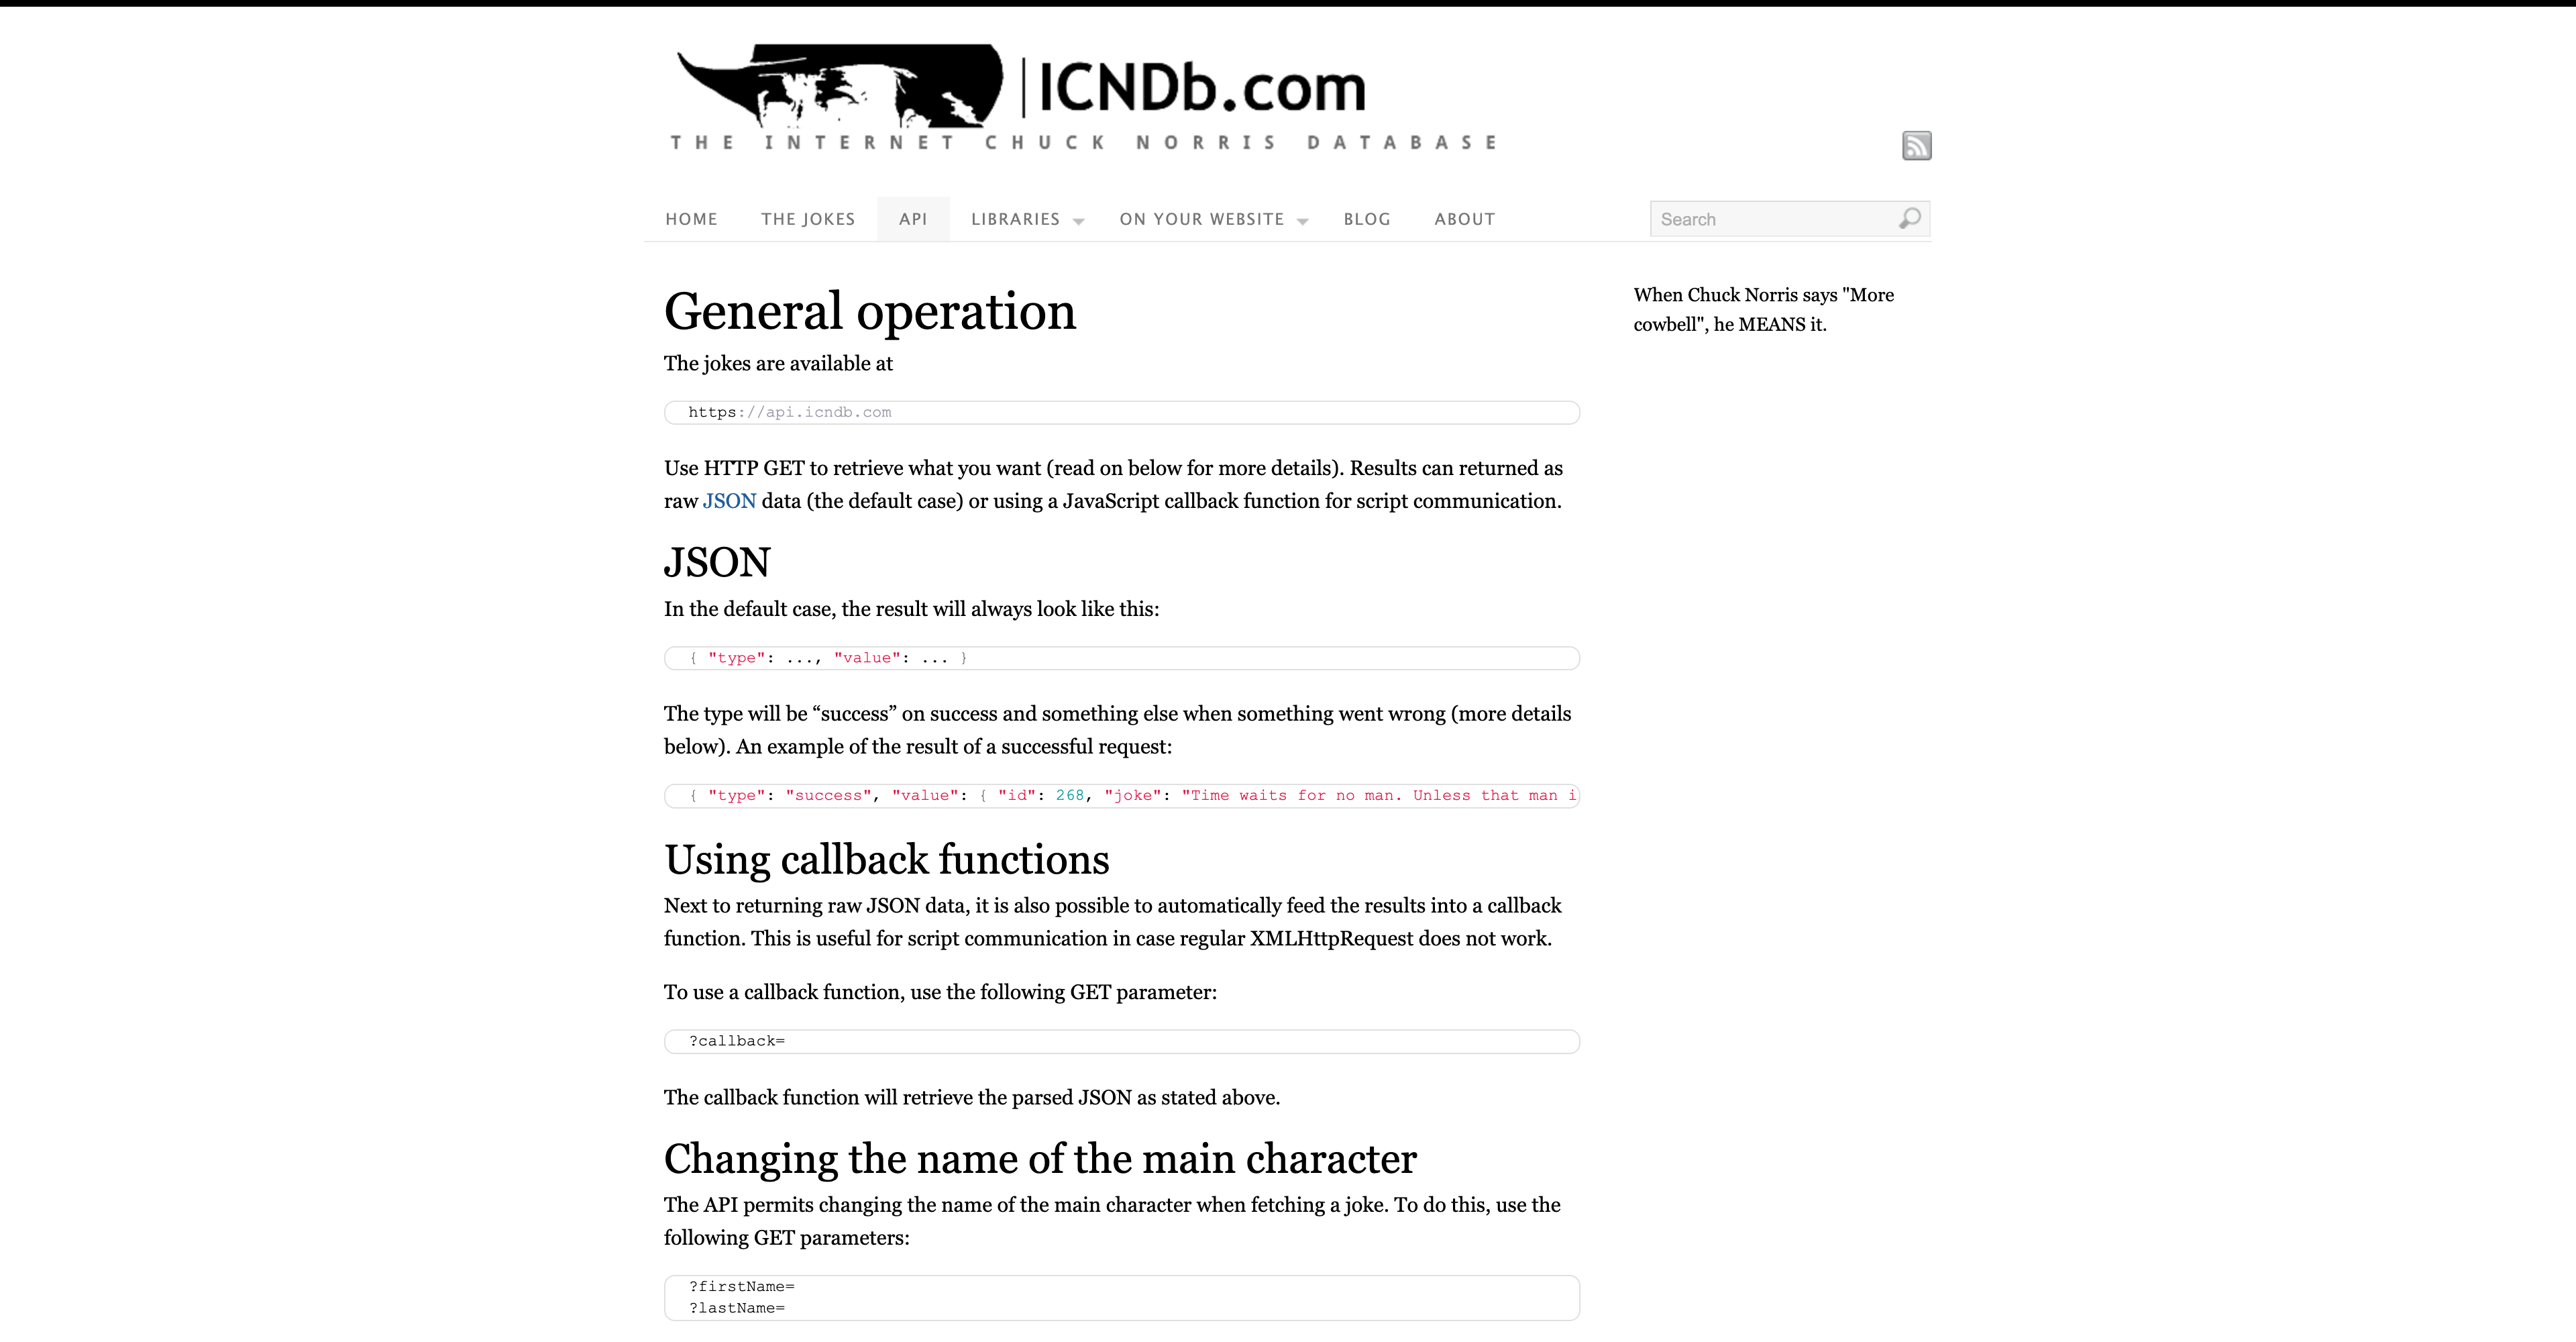 ICNDb.com
THE INTERNET CHUCK NORRIS DATABASE
HOME THE JOKES API LIBRARIES ON YOUR WEBSITE BLOG ABOUT Search
General operation
The jokes are available at
https://api.icndb.com
Use HTTP GET to retrieve what you want (read on below for more details). Results can returned as
raw JSON data (the default case) or using a JavaScript callback function for script communication.
JSON
In the default case, the result will always look like this:
{ "type": ..., "value": ... }
The type will be “success” on success and something else when something went wrong (more details
below). An example of the result of a successful request:
{ "type": "success", "value": { "id": 268, "joke": "Time waits for no man. Unless that man i
Using callback functions
Next to returning raw JSON data, it is also possible to automatically feed the results into a callback
function. This is useful for script communication in case regular XMLHttpRequest does not work.
To use a callback function, use the following GET parameter:
?callback=
The callback function will retrieve the parsed JSON as stated above.
Changing the name of the main character
The API permits changing the name of the main character when fetching a joke. To do this, use the
following GET parameters:
?firstName=
?lastName=
When Chuck Norris says "More
cowbell", he MEANS it.